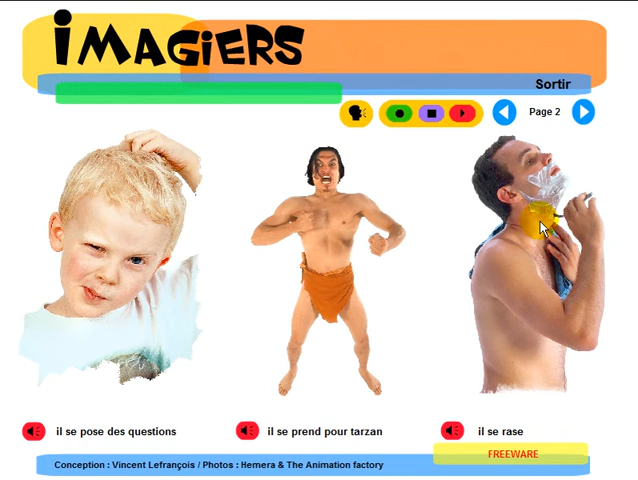 iMAGiERS
Sortir
Page 2
il se pose des questions
il se prend pour tarzan
il se rase
FREEWARE
Conception : Vincent Lefrançois / Photos : Hemera & The Animation factory